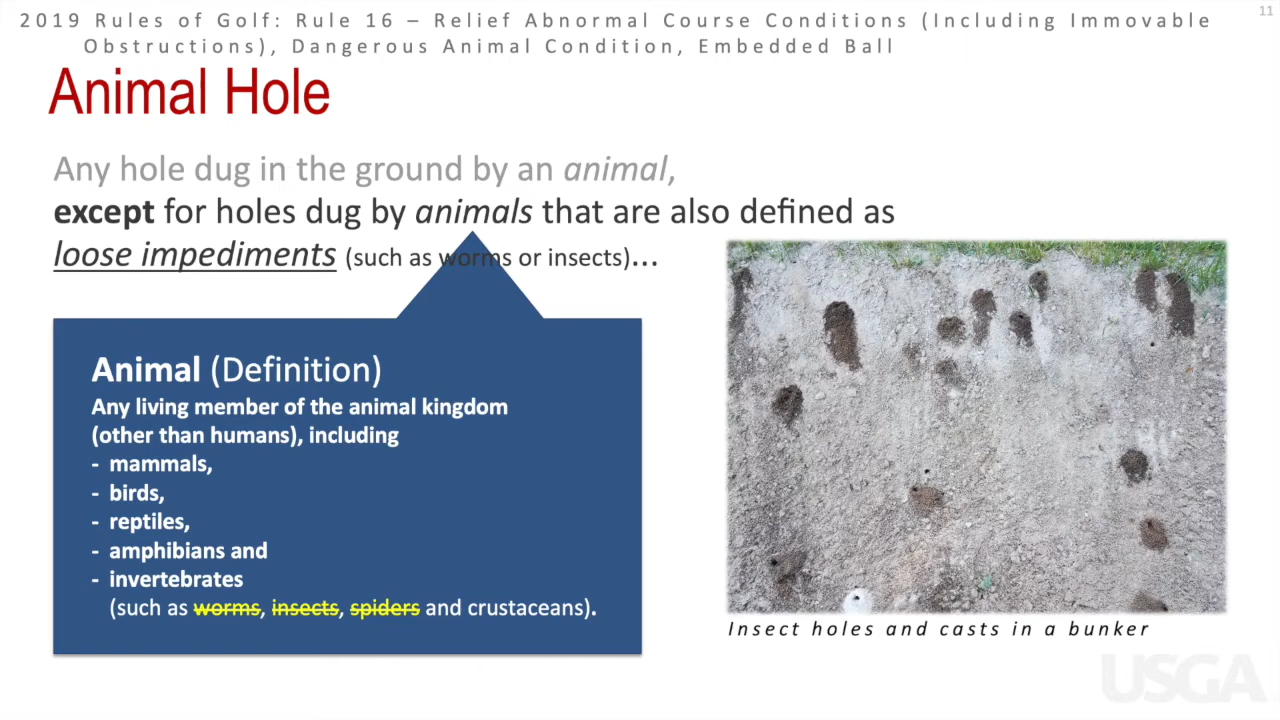 11
2019 Rules of Golf: Rule 16 – Relief Abnormal Course Conditions (Including Immovable
Obstructions), Dangerous Animal Condition, Embedded Ball
Animal Hole
Any hole dug in the ground by an animal,
except for holes dug by animals that are also defined as
loose impediments (such as worms or insects)...
Animal (Definition)
Any living member of the animal kingdom
(other than humans), including
- mammals,
- birds,
- reptiles,
- amphibians and
- invertebrates
(such as worms, insects, spiders and crustaceans).
Insect holes and casts in a bunker
USGA